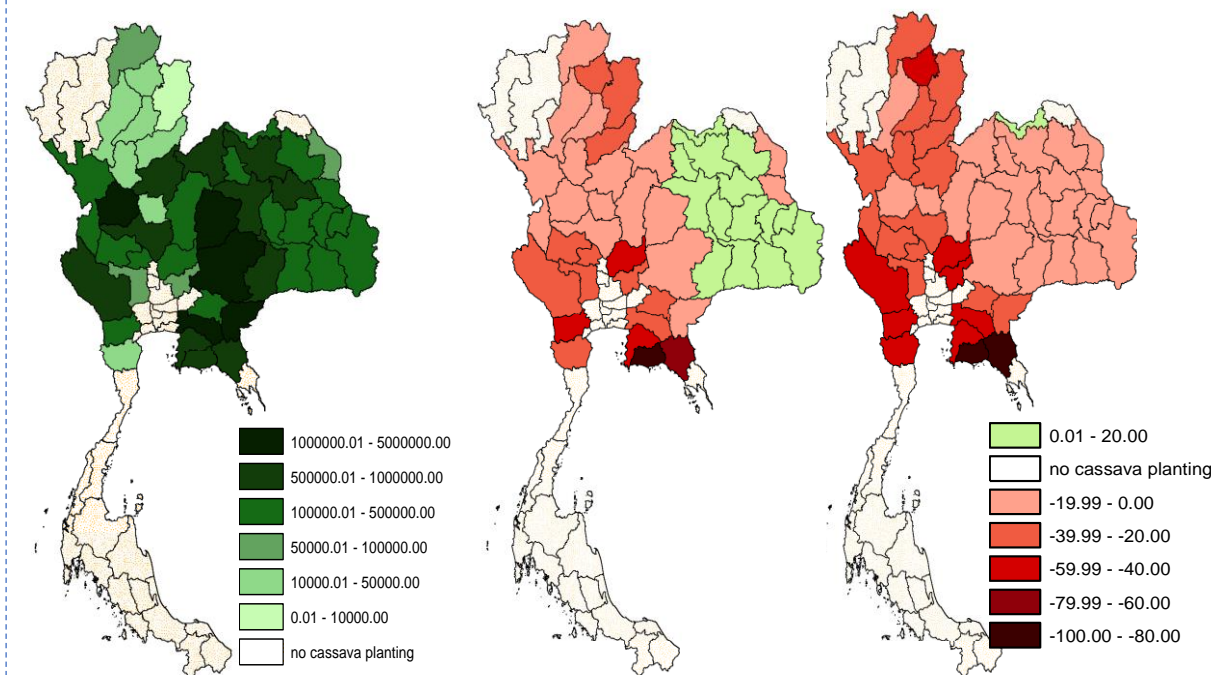 1000000.01 - 5000000.00
500000.01 - 1000000.00
100000.01 - 500000.00
50000.01 - 100000.00
10000.01 - 50000.00
0.01 - 10000.00
no cassava planting
0.01 - 20.00
no cassava planting
-19.99 - 0.00
-39.99 - -20.00
-59.99 - -40.00
-79.99 - -60.00
-100.00 - -80.00